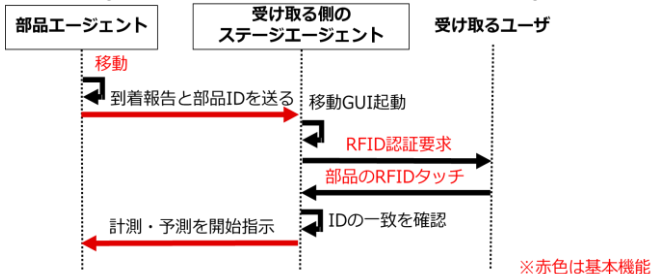 部品エージェント
受け取る側の
ステージエージェント
受け取るユーザ
移動
到着報告と部品IDを送る
移動GUI起動
RFID認証要求
部品のRFIDタッチ
IDの一致を確認
計測・予測を開始指示
※赤色は基本機能